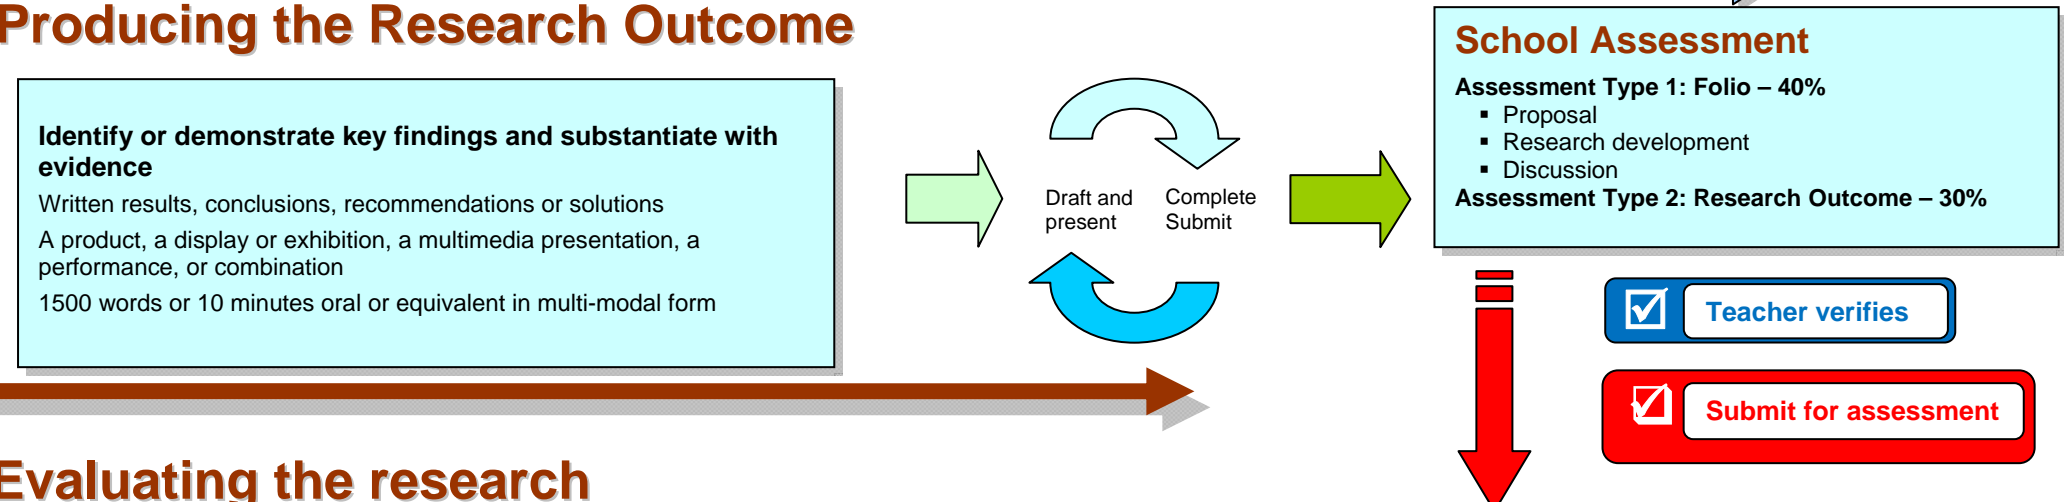 Producing the Research Outcome
Identify or demonstrate key findings and substantiate with
evidence
Written results, conclusions, recommendations or solutions
A product, a display or exhibition, a multimedia presentation, a
performance, or combination
1500 words or 10 minutes oral or equivalent in multi-modal form
Draft and
present
Complete
Submit
School Assessment
Assessment Type 1: Folio – 40%
▪ Proposal
▪ Research development
▪ Discussion
Assessment Type 2: Research Outcome – 30%
Teacher verifies
Submit for assessment
Evaluating the research